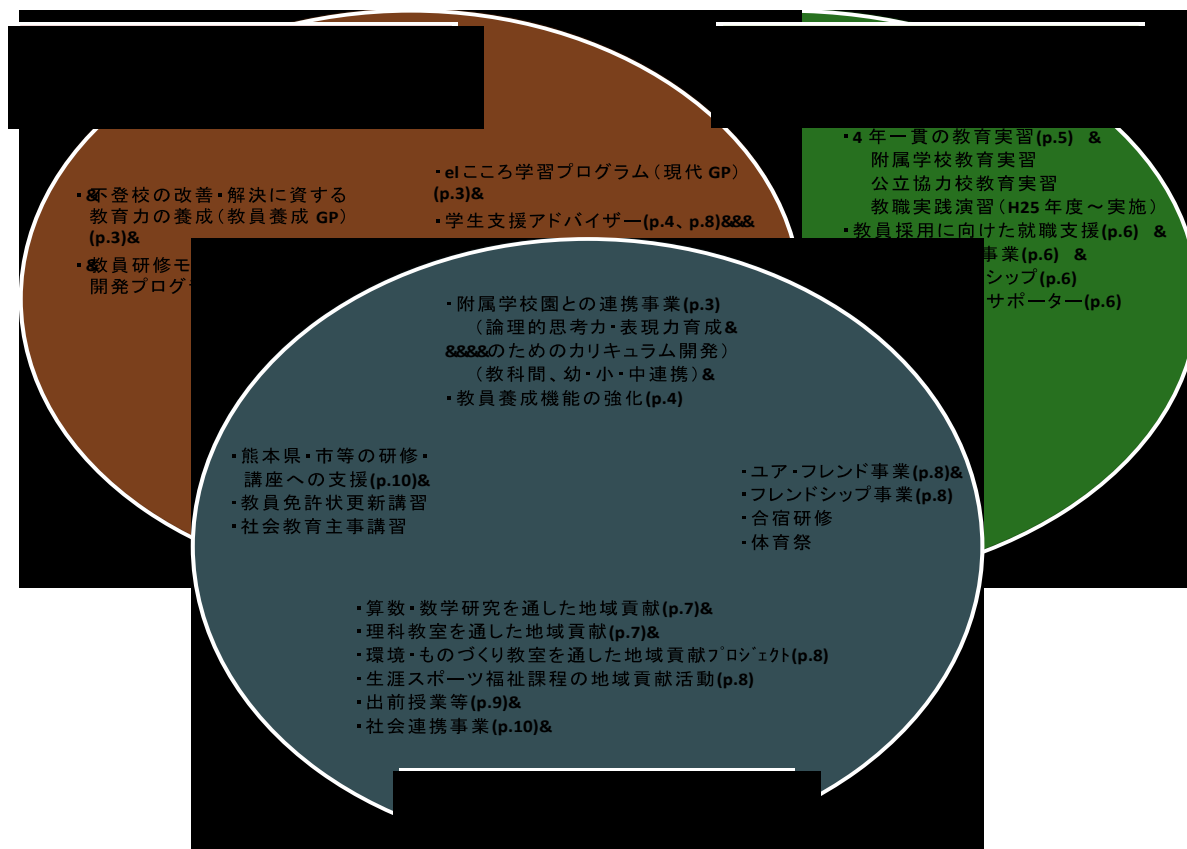 ・4 年一貫の教育実習(p.5) &
附属学校教育実習
公立協力校教育実習
教職実践演習（H25 年度～実施）
・教員採用に向けた就職支援(p.6) &
事業(p.6) &
シップ(p.6)
サポーター(p.6)
・elこころ学習プログラム（現代 GP）
(p.3)&
・学生支援アドバイザー(p.4、p.8)&&&
・&不登校の改善・解決に資する
教育力の養成（教員養成 GP）
(p.3)&
・&教員研修モ
開発プログラ
・附属学校園との連携事業(p.3)
（論理的思考力・表現力育成&
&&&&のためのカリキュラム開発）
（教科間、幼・小・中連携）&
・教員養成機能の強化(p.4)
・熊本県・市等の研修・
講座への支援(p.10)&
・教員免許状更新講習
・社会教育主事講習
・ユア・フレンド事業(p.8)&
・フレンドシップ事業(p.8)
・合宿研修
・体育祭
・算数・数学研究を通した地域貢献(p.7)&
・理科教室を通した地域貢献(p.7)&
・環境・ものづくり教室を通した地域貢献ﾌﾟﾛｼﾞｪｸﾄ(p.8)
・生涯スポーツ福祉課程の地域貢献活動(p.8)
・出前授業等(p.9)&
・社会連携事業(p.10)&